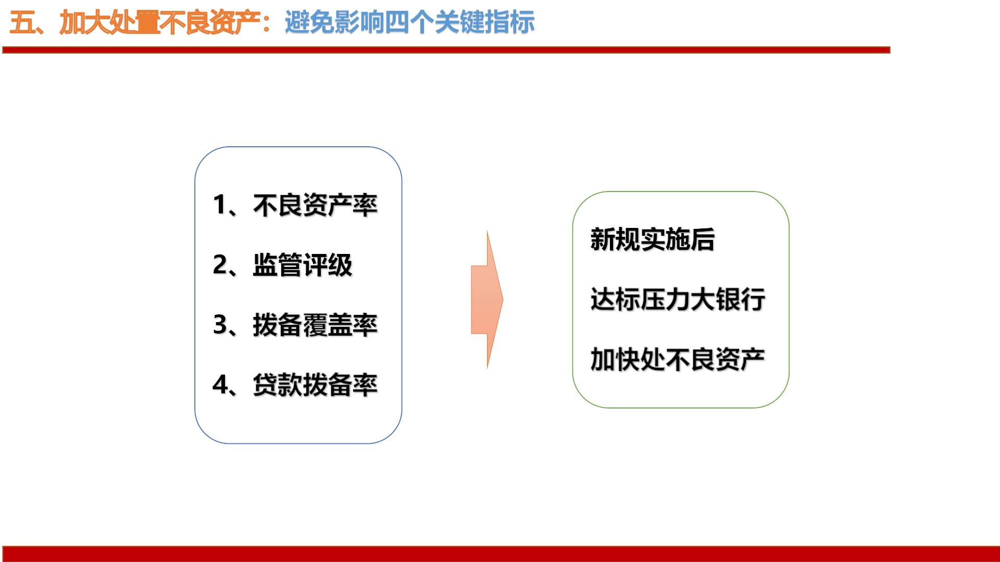 五、加大处置不良资产：避免影响四个关键指标
1、不良资产率
2、监管评级
3、拨备覆盖率
4、贷款拨备率
新规实施后
达标压力大银行
加快处不良资产